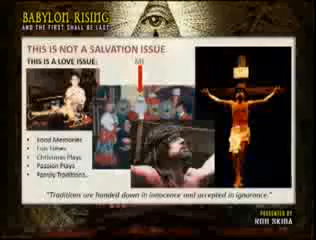 BABYLON RISING
AND THE FIRST SHALL BE LAST
THIS IS NOT A SALVATION ISSUE
THIS IS A LOVE ISSUE:
ME
• Fond Memories
• Fun Times
• Christmas Plays
• Passion Plays
• Family Traditions..
"Traditions are handed down in innocence and accepted in ignorance."
PRESENTED BY
ROB SKIBA